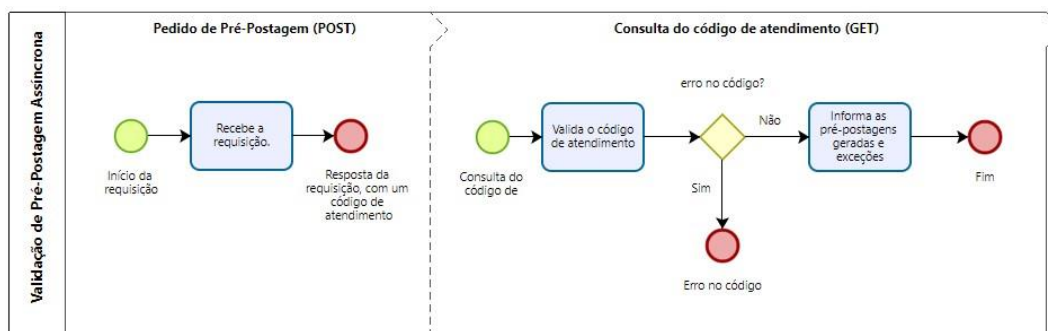 Validação de Pré-Postagem Assíncrona
Pedido de Pré-Postagem (POST)
Início da
requisição
Recebe a
requisição.
Resposta da
requisição, com um
código de
atendimento
Consulta do código de atendimento (GET)
Consulta do
código de
Valida o código
de atendimento
erro no código?
Não
Sim
Informa as
pré-postagens
geradas e
exceções
Fim
Erro no código